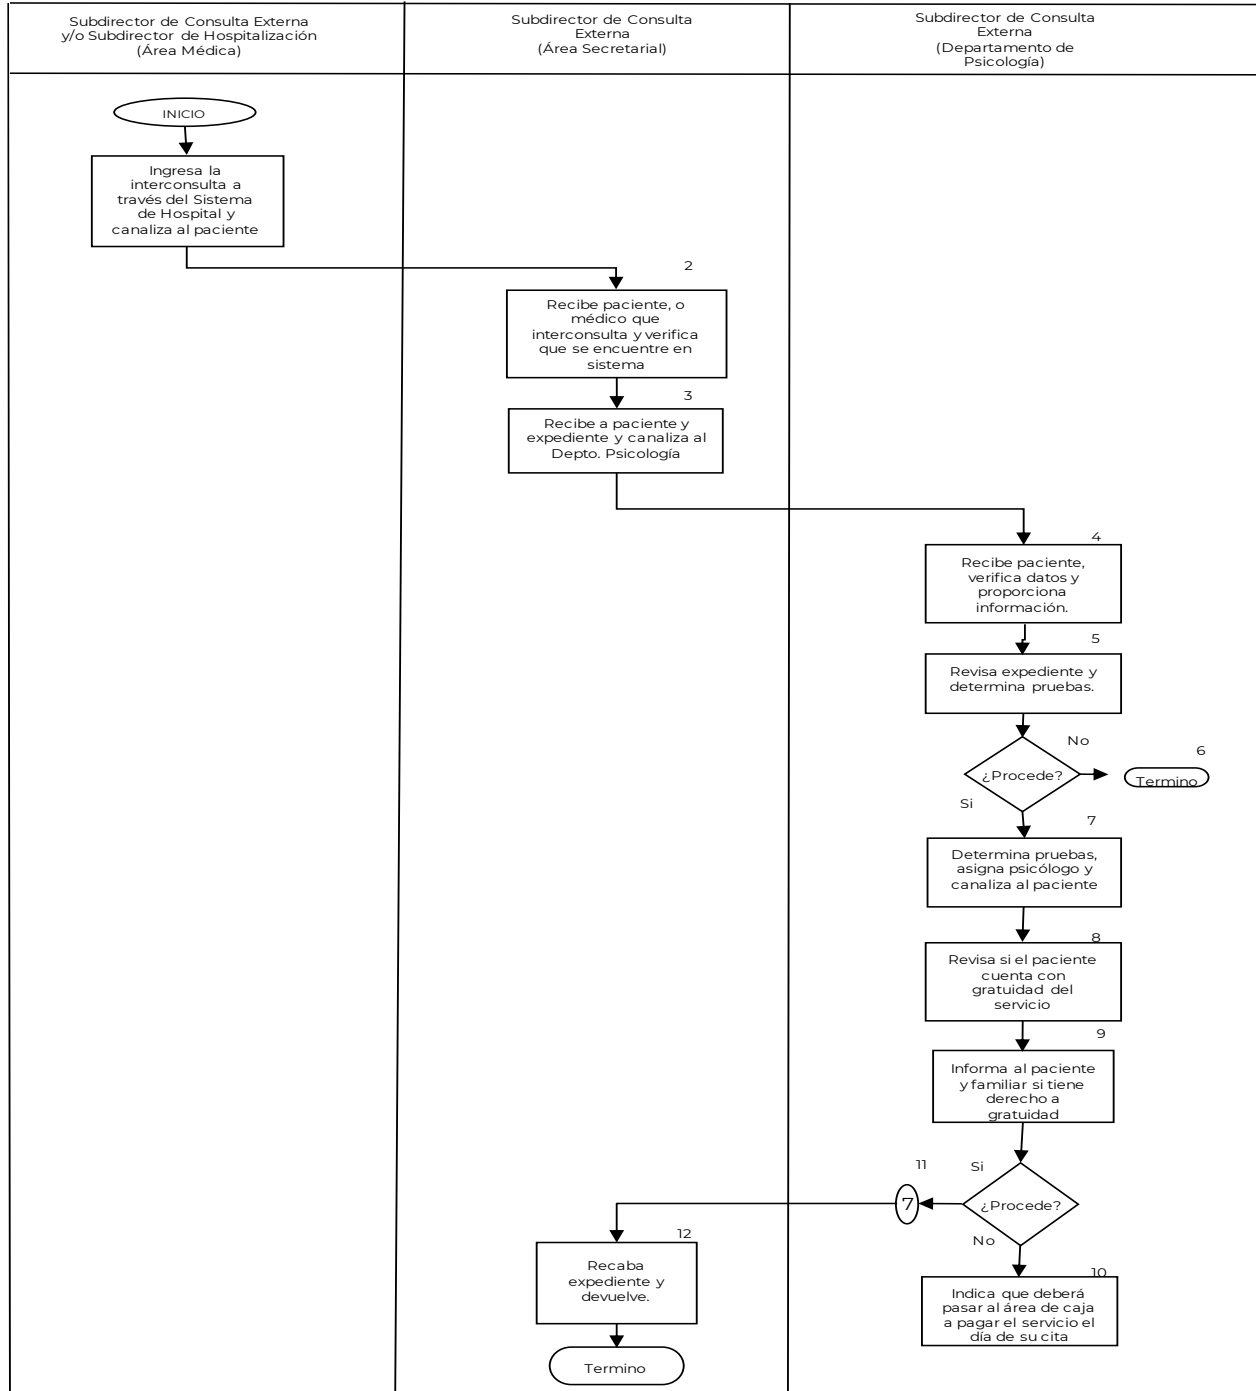 Subdirector de Consulta Externa
y/o Subdirector de Hospitalización
(Área Médica)
Subdirector de Consulta
Externa
(Área Secretarial)
Subdirector de Consulta
Externa
(Departamento de
Psicología)
INICIO
Ingresa la
interconsulta a
través del Sistema
de Hospital y
canaliza al paciente
2
Recibe paciente, o
médico que
interconsulta y verifica
que se encuentre en
sistema
3
Recibe a paciente y
expediente y canaliza al
Depto. Psicología
4
Recibe paciente,
verifica datos y
proporciona
información.
5
Revisa expediente y
determina pruebas.
¿Procede?
No
6
Termino
Si
7
Determina pruebas,
asigna psicólogo y
canaliza al paciente
8
Revisa si el paciente
cuenta con
gratuidad del
servicio
9
Informa al paciente
y familiar si tiene
derecho a
gratuidad
¿Procede?
Si
11
7
No
10
Indica que deberá
pasar al área de caja
a pagar el servicio el
día de su cita
12
Recaba
expediente y
devuelve.
Termino